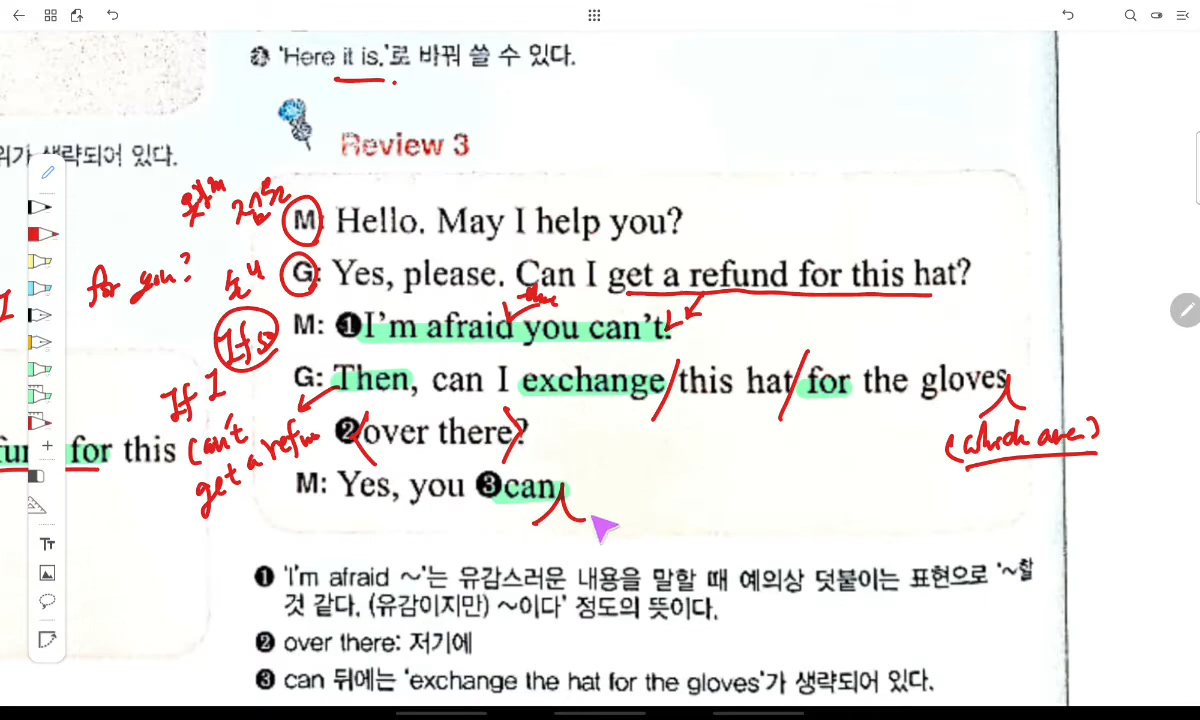 ❷ 'Here it is.'로 바꿔 쓸 수 있다.
생략되어 있다.
Review 3
M: Hello. May I help you?
G: Yes, please. Can I get a refund for this hat?
for you?
M: ❶I'm afraid you can't.
If so
G: Then, can I exchange/this hat/for the gloves
If I
can't
get a refun
❷(over there)?
(which are)
for this
M: Yes, you ❸can.
❶ 'I'm afraid ~'는 유감스러운 내용을 말할 때 예의상 덧붙이는 표현으로 '~할
것 같다. (유감이지만) ~이다' 정도의 뜻이다.
❷ over there: 저기에
❸ can 뒤에는 'exchange the hat for the gloves'가 생략되어 있다.